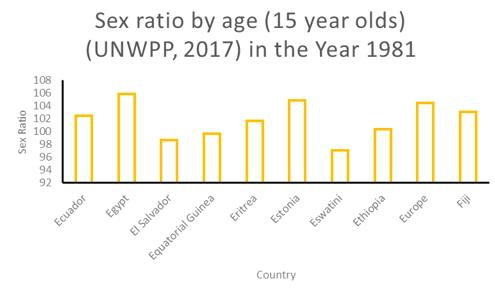 Sex ratio by age (15 year olds)
(UNWPP, 2017) in the Year 1981
108
106
104
102
100
98
96
94
92
Sex Ratio
Ecuador
Egypt
El Salvador
Equatorial Guinea
Eritrea
Estonia
Eswatini
Ethiopia
Europe
Fiji
Country